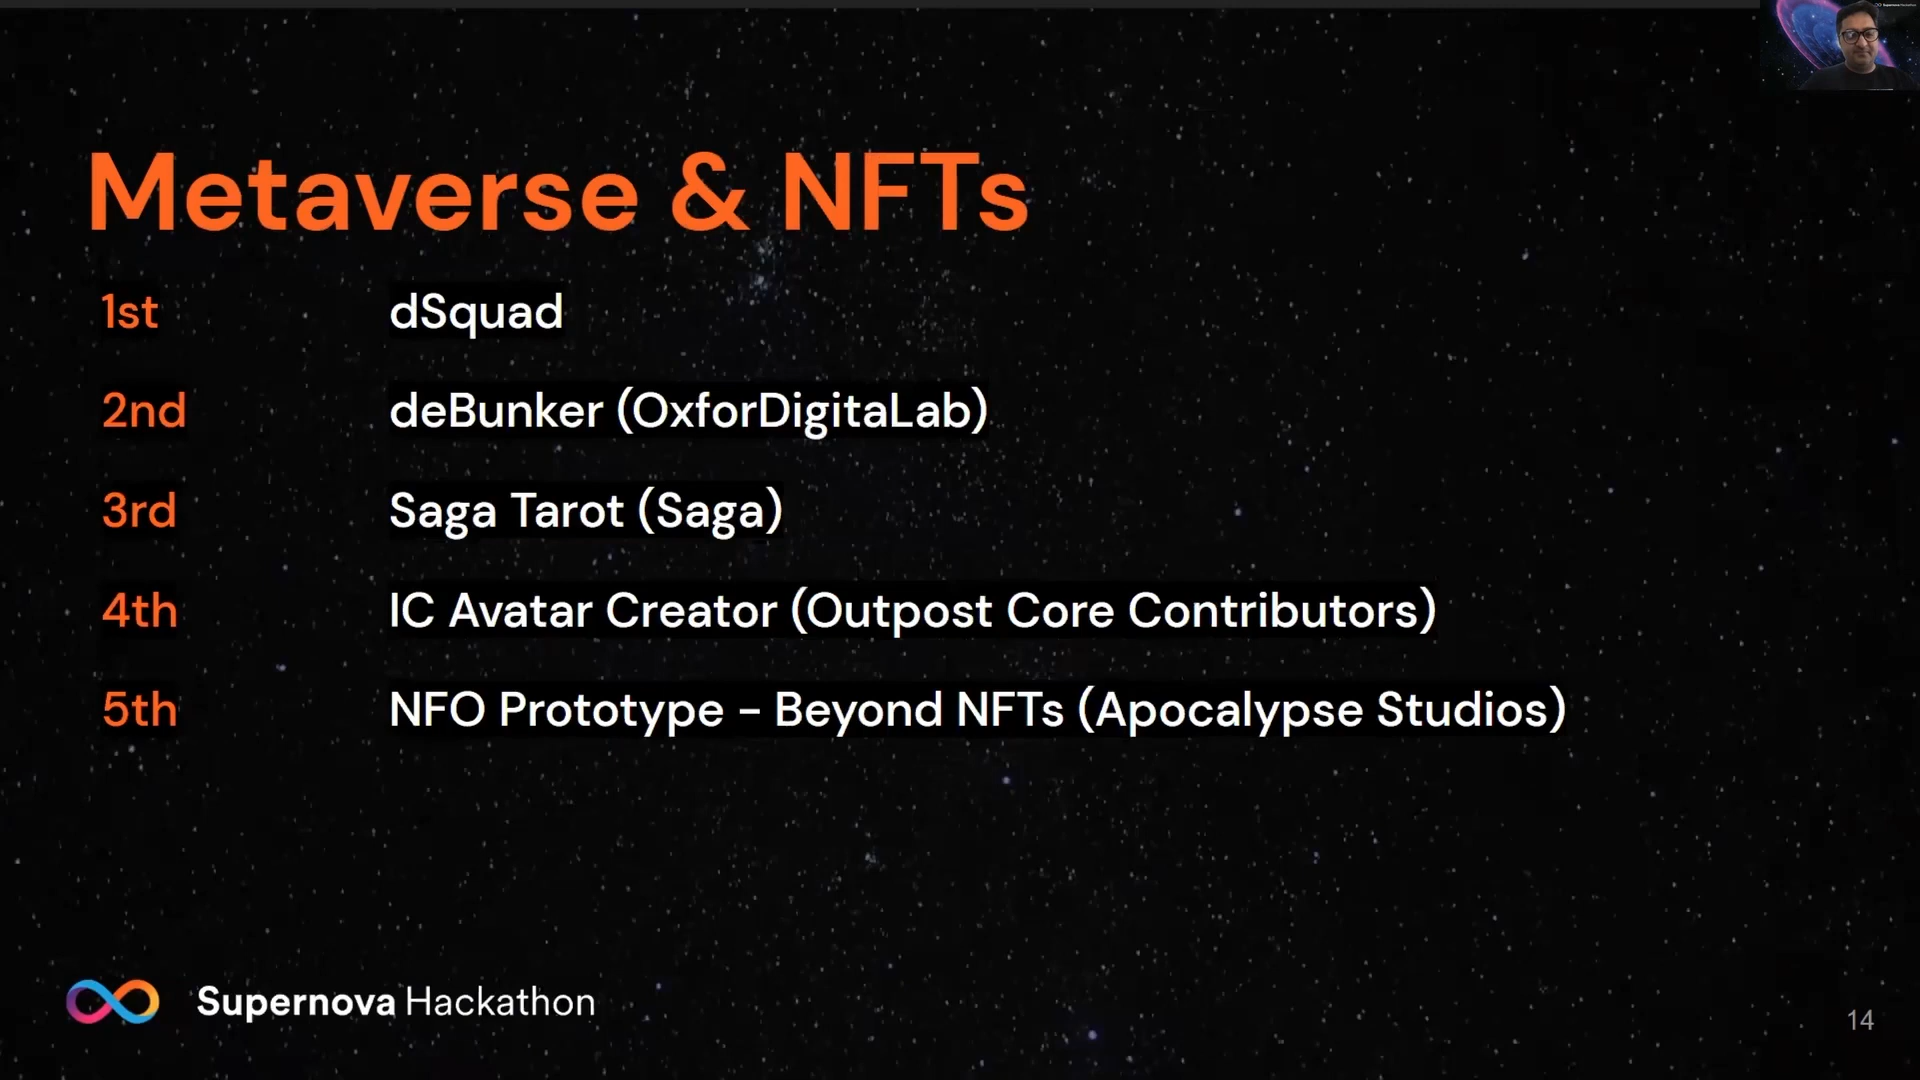 Metaverse & NFTs
1st dSquad
2nd deBunker (OxforDigitaLab)
3rd Saga Tarot (Saga)
4th IC Avatar Creator (Outpost Core Contributors)
5th NFO Prototype – Beyond NFTs (Apocalypse Studios)
Supernova Hackathon
14